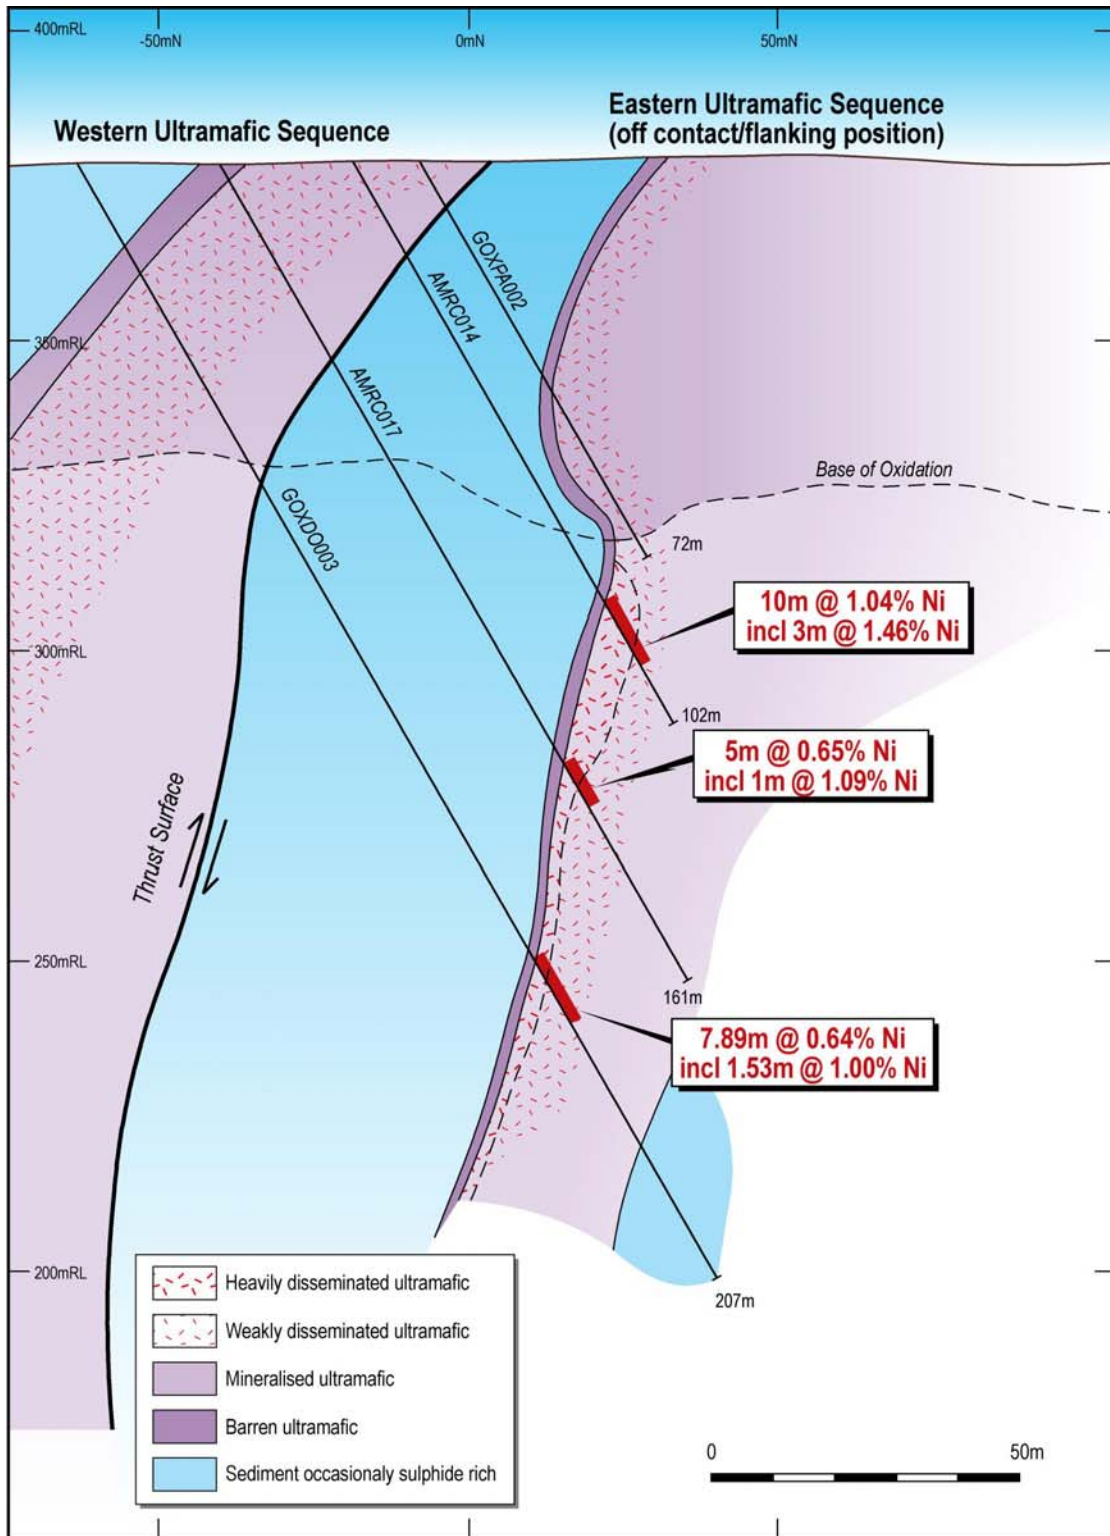 400mRL
-50mN
0mN
50mN
Western Ultramafic Sequence
Eastern Ultramafic Sequence
(off contact/flanking position)
GOXPA002
AMRC014
350mRL
AMRC017
Base of Oxidation
GOXDO003
72m
10m @ 1.04% Ni
incl 3m @ 1.46% Ni
300mRL
102m
5m @ 0.65% Ni
incl 1m @ 1.09% Ni
Thrust Surface
250mRL
161m
7.89m @ 0.64% Ni
incl 1.53m @ 1.00% Ni
200mRL
207m
Heavily disseminated ultramafic
Weakly disseminated ultramafic
Mineralised ultramafic
Barren ultramafic
Sediment occasionaly sulphide rich
0
50m